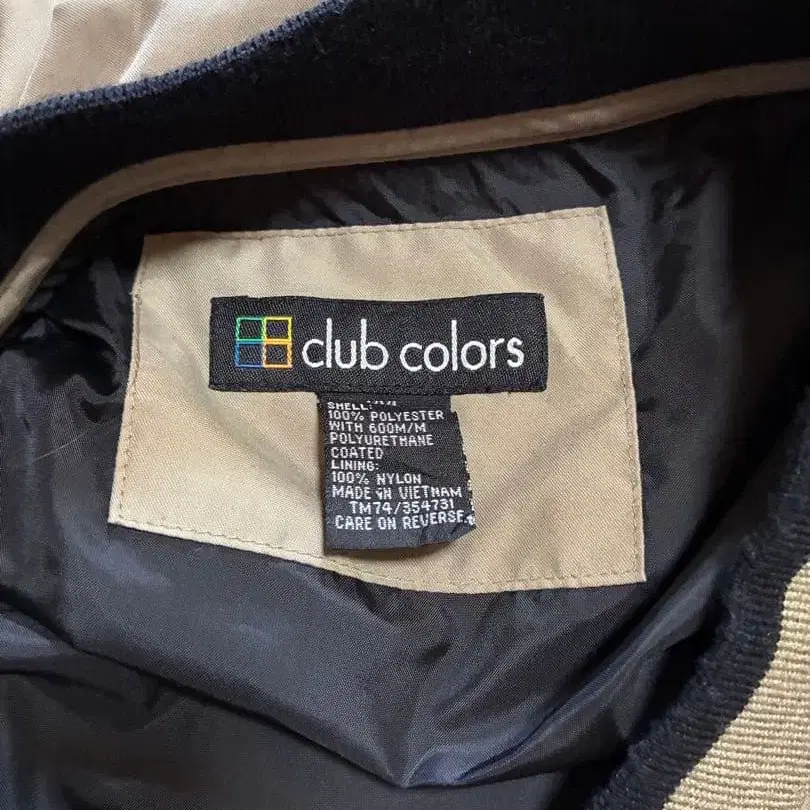 club colors
SHELL:
100% POLYESTER
WITH 600M/M
POLYURETHANE
COATED
LINING:
100% NYLON
MADE IN VIETNAM
TM74/354731
CARE ON REVERSE.